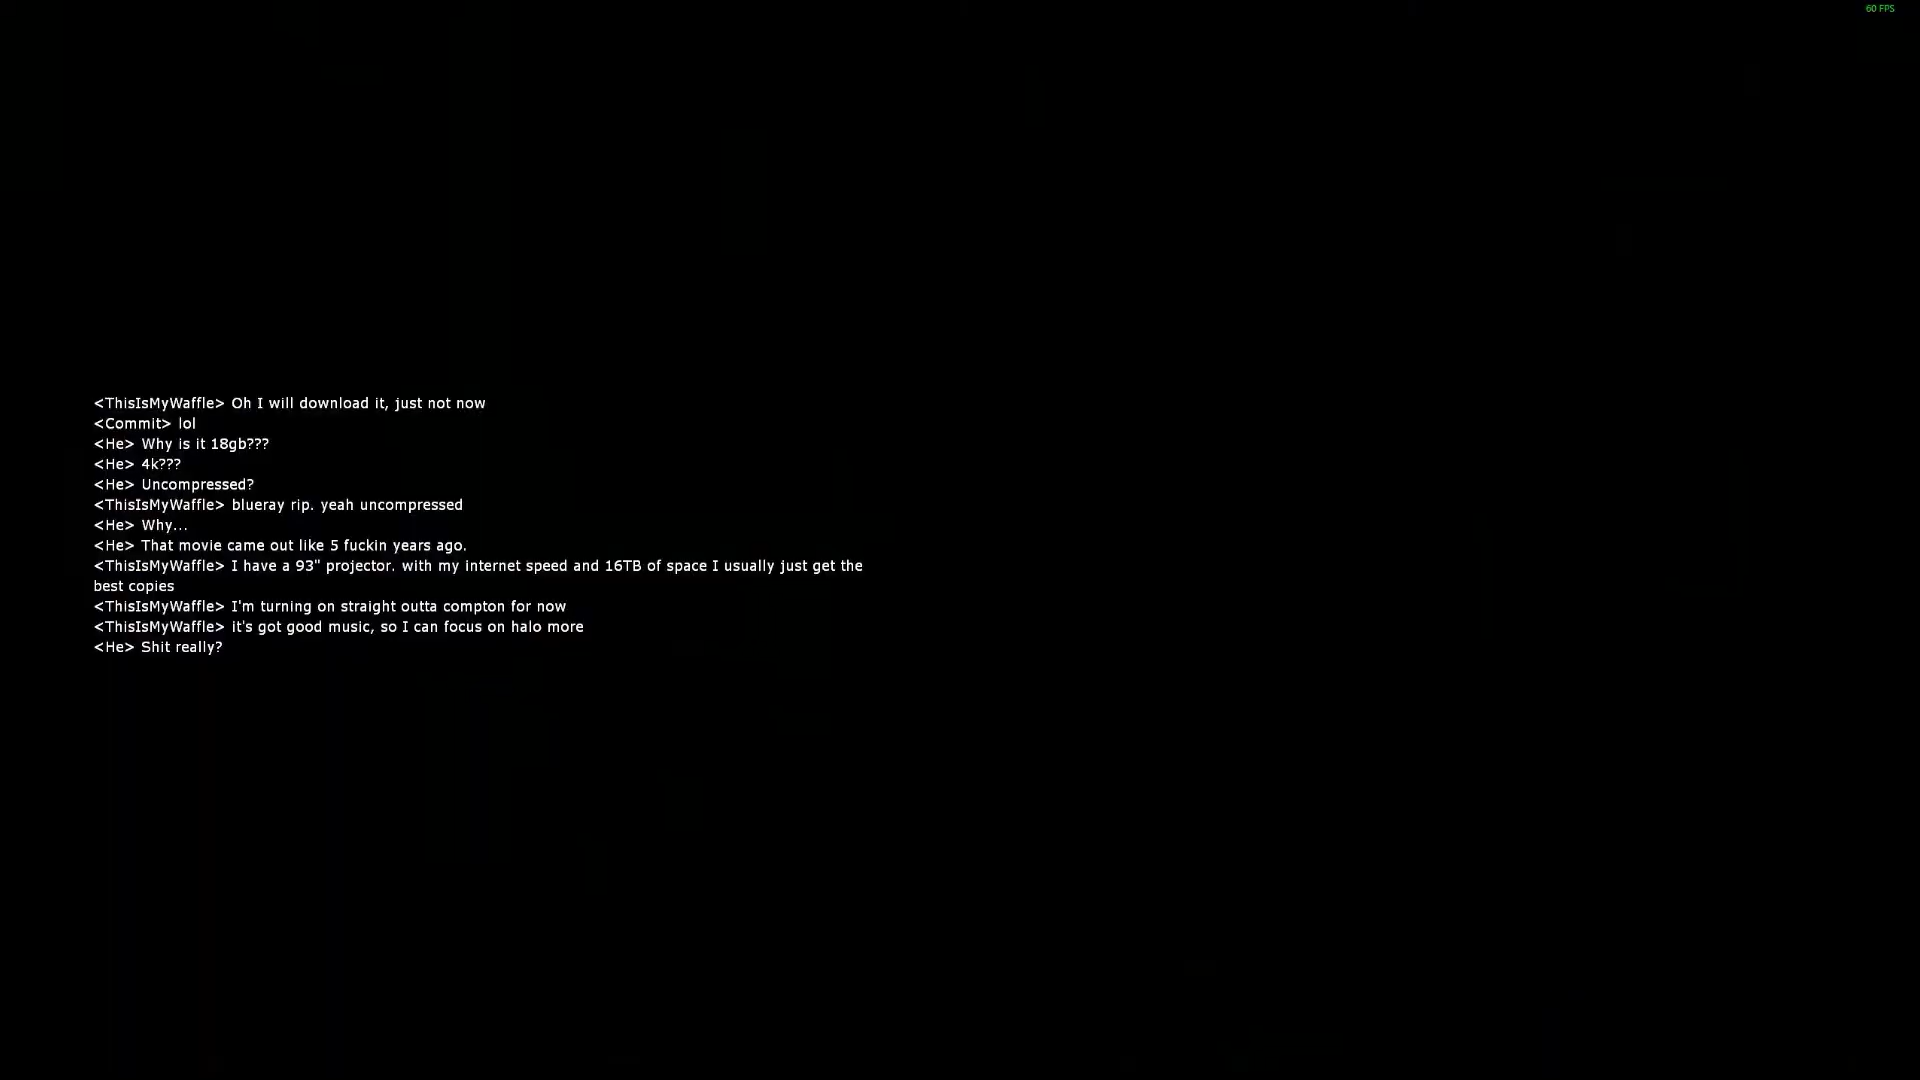 60 FPS
<ThisIsMyWaffle> Oh I will download it, just not now
<Commit> lol
<He> Why is it 18gb???
<He> 4k???
<He> Uncompressed?
<ThisIsMyWaffle> blueray rip. yeah uncompressed
<He> Why...
<He> That movie came out like 5 fuckin years ago.
<ThisIsMyWaffle> I have a 93" projector. with my internet speed and 16TB of space I usually just get the
best copies
<ThisIsMyWaffle> I'm turning on straight outta compton for now
<ThisIsMyWaffle> it's got good music, so I can focus on halo more
<He> Shit really?